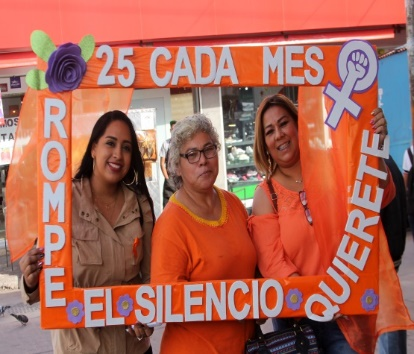 25 CADA MES
ROMPE
EL SILENCIO
QUIERETE